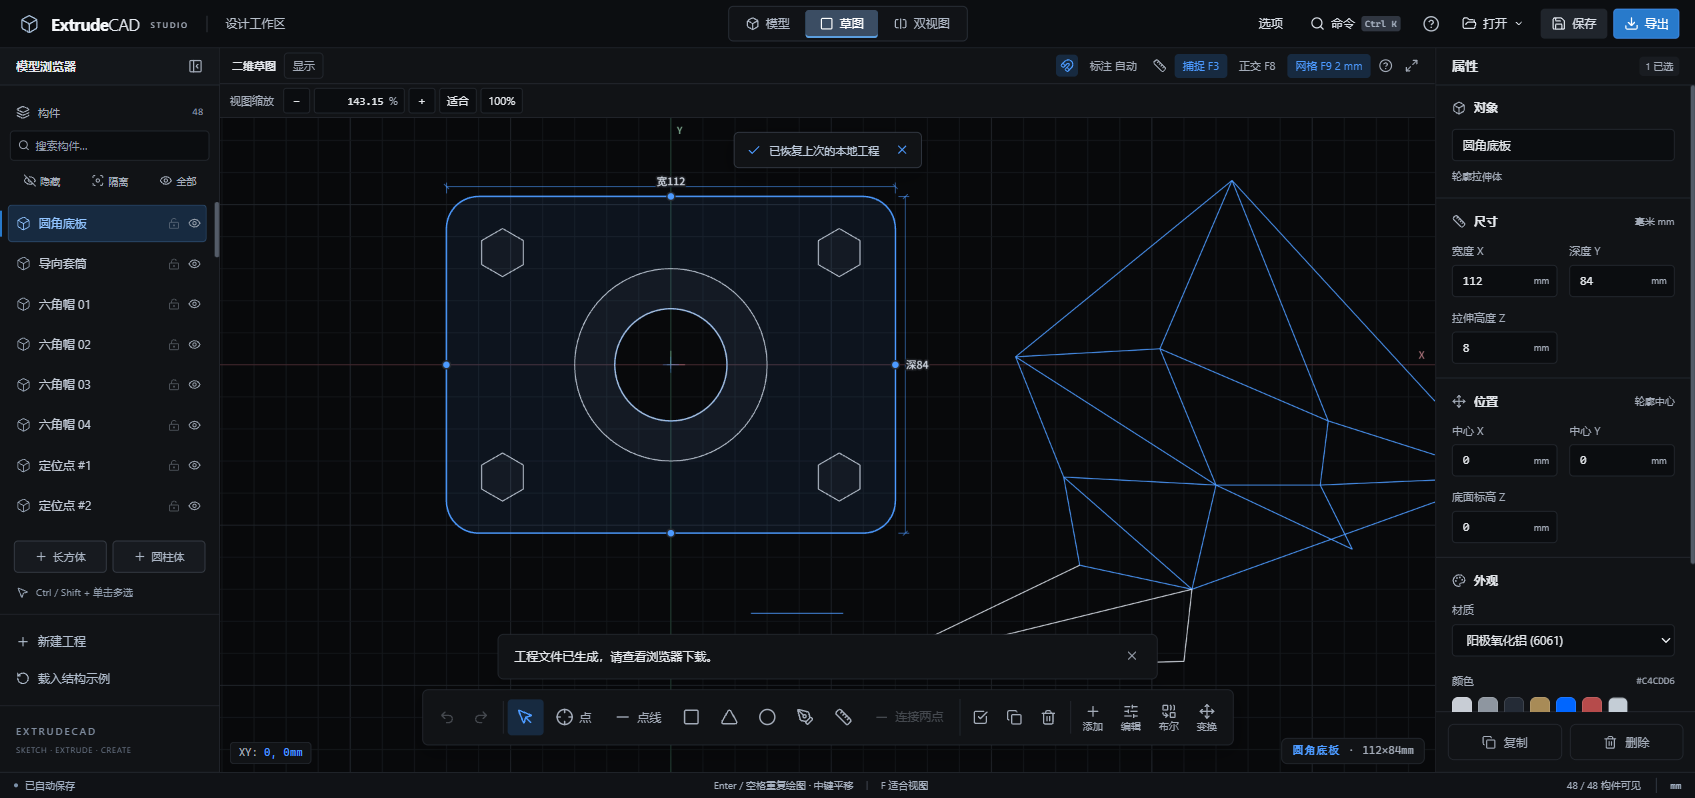 ExtrudeCAD STUDIO 设计工作区 模型 草图 双视图 选项 命令 Ctrl K 打开 保存 导出
模型浏览器
二维草图 显示 标注 自动 捕捉 F3 正交 F8 网格 F9 2 mm
属性 1 已选
视图缩放 − 143.15 % + 适合 100%
构件 48
搜索构件...
隐藏 隔离 全部
圆角底板
导向套筒
六角帽 01
六角帽 02
六角帽 03
六角帽 04
定位点 #1
定位点 #2
+ 长方体 + 圆柱体
Ctrl / Shift + 单击多选
+ 新建工程
载入结构示例
EXTRUDECAD
SKETCH · EXTRUDE · CREATE
Y
已恢复上次的本地工程
宽112
深84
X
工程文件已生成，请查看浏览器下载。
点 点线 连接两点 添加 编辑 布尔 变换
XY: 0, 0mm
圆角底板 · 112×84mm
对象
圆角底板
轮廓拉伸体
尺寸 毫米 mm
宽度 X 深度 Y
112 mm 84 mm
拉伸高度 Z
8 mm
位置 轮廓中心
中心 X 中心 Y
0 mm 0 mm
底面标高 Z
0 mm
外观
材质
阳极氧化铝 (6061)
颜色 #C4CDD6
复制 删除
已自动保存 Enter / 空格重复绘图 · 中键平移 F 适合视图 48 / 48 构件可见 mm